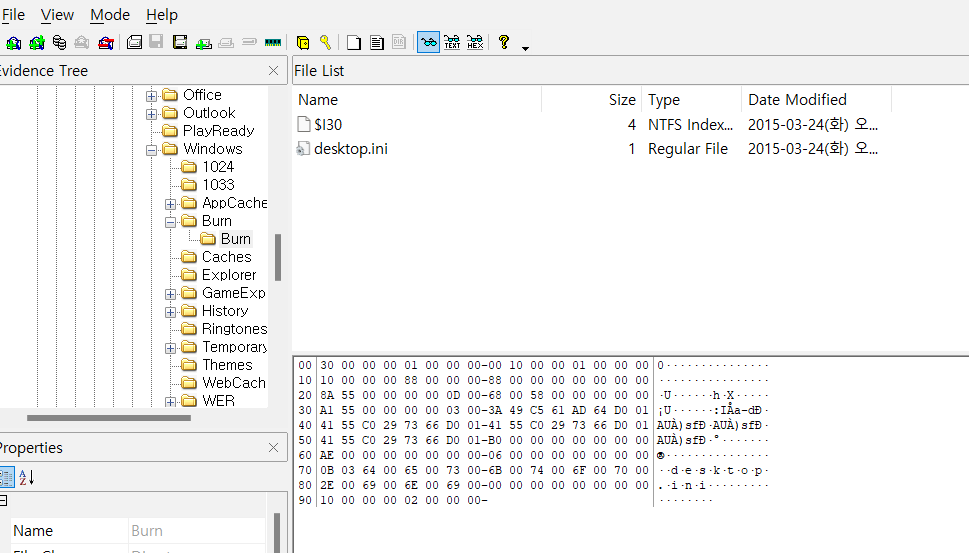 File View Mode Help
Evidence Tree
Office
Outlook
PlayReady
Windows
1024
1033
AppCache
Burn
Burn
Caches
Explorer
GameExp
History
Ringtones
Temporary
Themes
WebCach
WER
Properties
Name Burn
File List
Name Size Type Date Modified
$I30 4 NTFS Index... 2015-03-24(화) 오...
desktop.ini 1 Regular File 2015-03-24(화) 오...
00 30 00 00 00 01 00 00 00-00 10 00 00 01 00 00 00 0···············
10 10 00 00 00 88 00 00 00-88 00 00 00 00 00 00 00 ················
20 8A 55 00 00 00 00 0D 00-68 00 58 00 00 00 00 00 ·U······h·X·····
30 A1 55 00 00 00 00 03 00-3A 49 C5 61 AD 64 D0 01 ¡U······:IÅa­dÐ·
40 41 55 C0 29 73 66 D0 01-41 55 C0 29 73 66 D0 01 AUÀ)sfÐ·AUÀ)sfÐ·
50 41 55 C0 29 73 66 D0 01-B0 00 00 00 00 00 00 00 AUÀ)sfÐ·°·······
60 AE 00 00 00 00 00 00 00-06 00 00 00 00 00 00 00 ®···············
70 0B 03 64 00 65 00 73 00-6B 00 74 00 6F 00 70 00 ··d·e·s·k·t·o·p·
80 2E 00 69 00 6E 00 69 00-00 00 00 00 00 00 00 00 .·i·n·i·········
90 10 00 00 00 02 00 00 00- ········